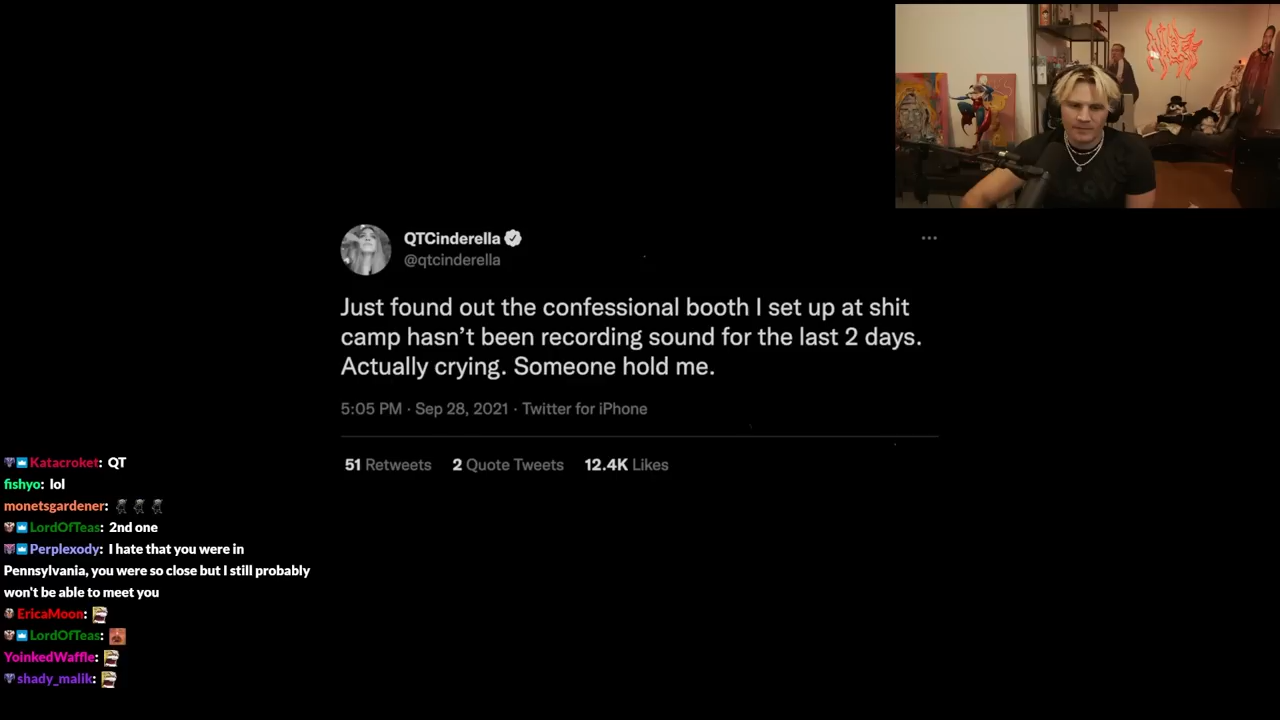 QTCinderella
@qtcinderella
Just found out the confessional booth I set up at shit
camp hasn't been recording sound for the last 2 days.
Actually crying. Someone hold me.
5:05 PM · Sep 28, 2021 · Twitter for iPhone
51 Retweets 2 Quote Tweets 12.4K Likes
Katacroket: QT
fishyo: lol
monetsgardener:
LordOfTeas: 2nd one
Perplexody: I hate that you were in
Pennsylvania, you were so close but I still probably
won't be able to meet you
EricaMoon:
LordOfTeas:
YoinkedWaffle:
shady_malik: